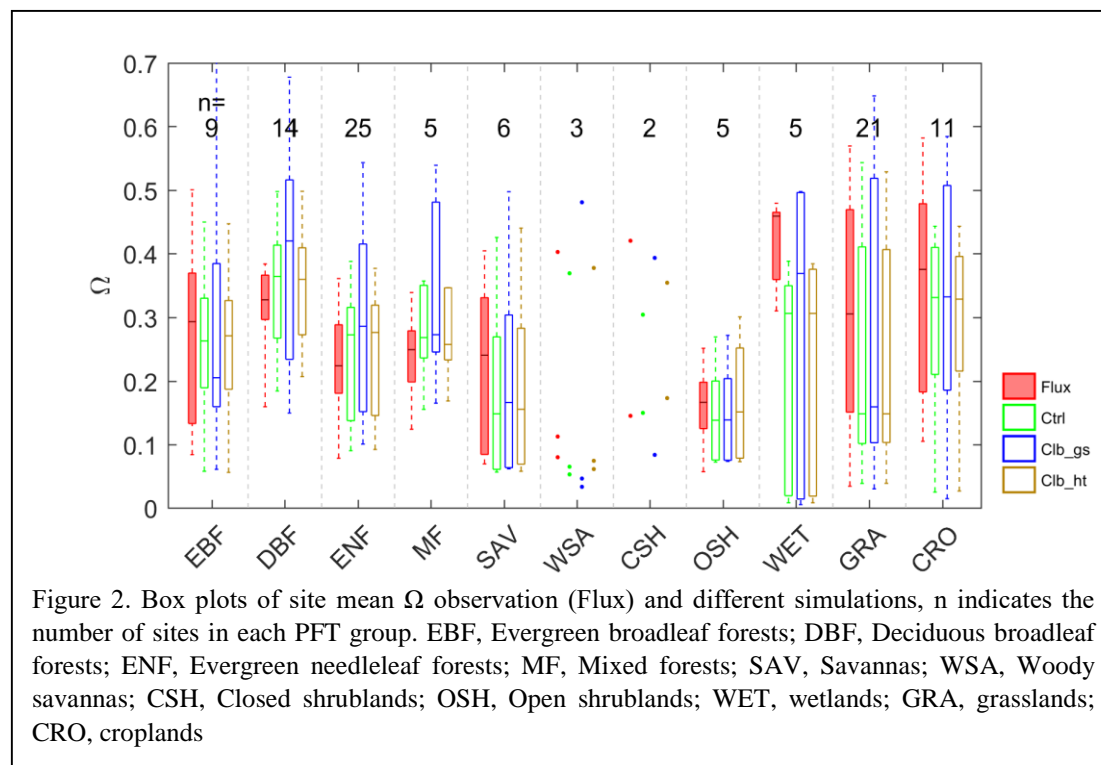 0.7
0.6
0.5
0.4
0.3
0.2
0.1
0
Ω
n=
9 14 25 5 6 3 2 5 5 21 11
Flux
Ctrl
Clb_gs
Clb_ht
EBF DBF ENF MF SAV WSA CSH OSH WET GRA CRO
Figure 2. Box plots of site mean Ω observation (Flux) and different simulations, n indicates the
number of sites in each PFT group. EBF, Evergreen broadleaf forests; DBF, Deciduous broadleaf
forests; ENF, Evergreen needleleaf forests; MF, Mixed forests; SAV, Savannas; WSA, Woody
savannas; CSH, Closed shrublands; OSH, Open shrublands; WET, wetlands; GRA, grasslands;
CRO, croplands